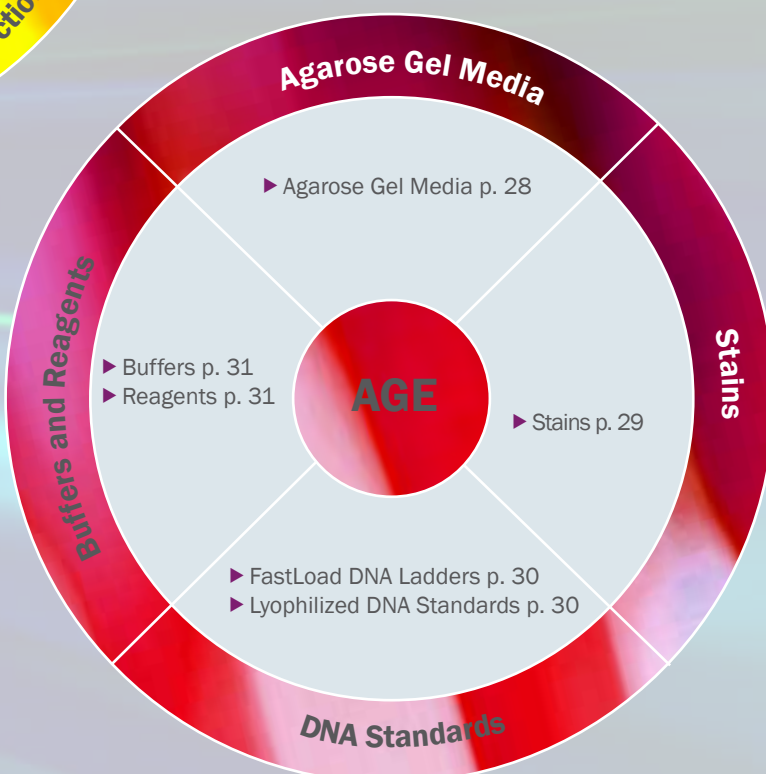 Agarose Gel Media
▶ Agarose Gel Media p. 28
Buffers and Reagents
▶ Buffers p. 31
▶ Reagents p. 31
AGE
Stains
▶ Stains p. 29
▶ FastLoad DNA Ladders p. 30
▶ Lyophilized DNA Standards p. 30
DNA Standards